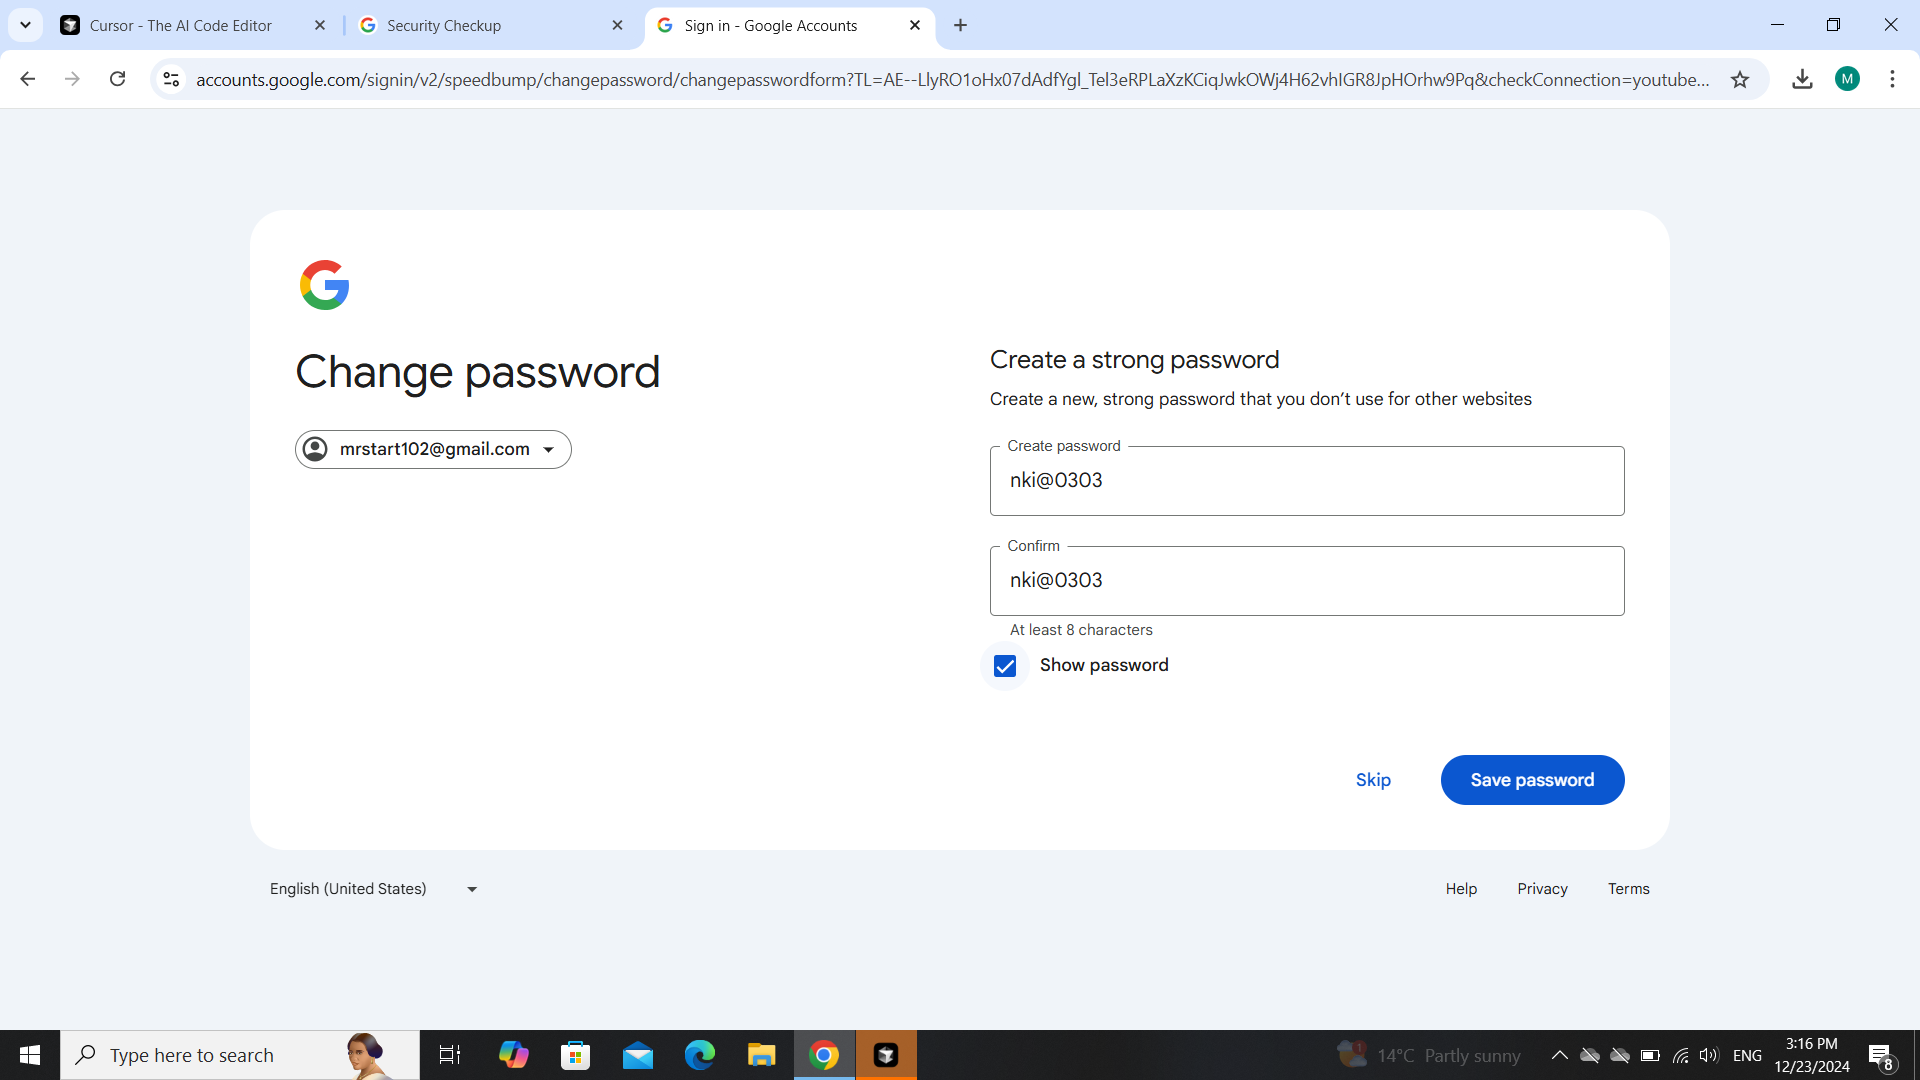 Cursor - The AI Code Editor
Security Checkup
Sign in - Google Accounts
accounts.google.com/signin/v2/speedbump/changepassword/changepasswordform?TL=AE--LlyRO1oHx07dAdfYgl_Tel3eRPLaXzKCiqJwkOWj4H62vhIGR8JpHOrhw9Pq&checkConnection=youtube...
M
Change password
mrstart102@gmail.com
Create a strong password
Create a new, strong password that you don’t use for other websites
Create password
nki@0303
Confirm
nki@0303
At least 8 characters
Show password
Skip
Save password
English (United States)
Help
Privacy
Terms
Type here to search
1
14°C Partly sunny
ENG
3:16 PM
12/23/2024
8